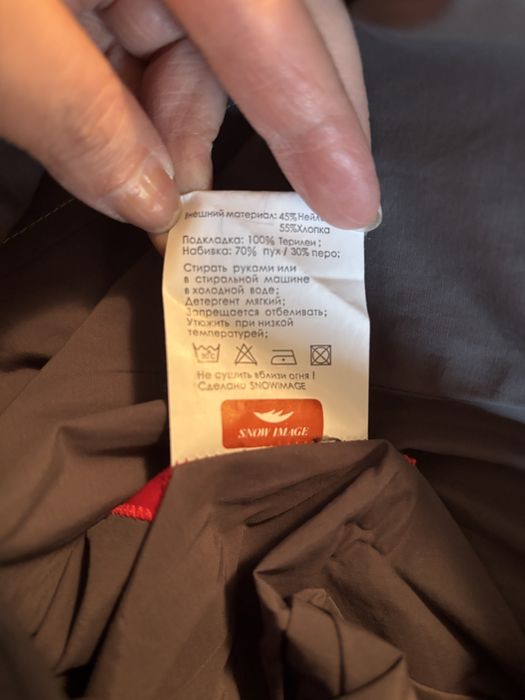 Внешний материал: 45%
55%Хлопка
Подкладка: 100% Терилен;
Набивка: 70% пух / 30% перо;
Стирать руками или
в стиральной машине
в холодной воде;
Детергент мягкий;
Запрещается отбеливать;
Утюжить при низкой
температурей;
30°C
Не сушить вблизи огня !
Сделано SNOWIMAGE
SNOW IMAGE